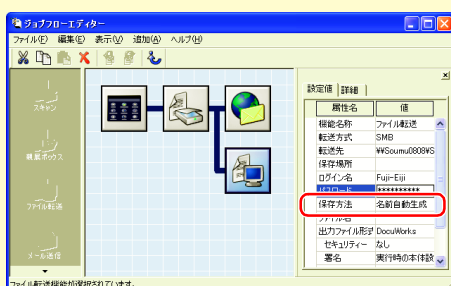 ジョブフローエディター
ファイル(F) 編集(E) 表示(V) 追加(A) ヘルプ(H)
スキャン
親展ボックス
ファイル転送
メール送信
設定値 詳細
属性名 値
機能名称 ファイル転送
転送方式 SMB
転送先 ¥¥Soumu0808¥S
保存場所
ログイン名 Fuji-Eiji
パスワード **********
保存方法 名前自動生成
ファイル名
出力ファイル形式 DocuWorks
セキュリティー なし
署名 実行時の本体設
ファイル転送機能が選択されています。